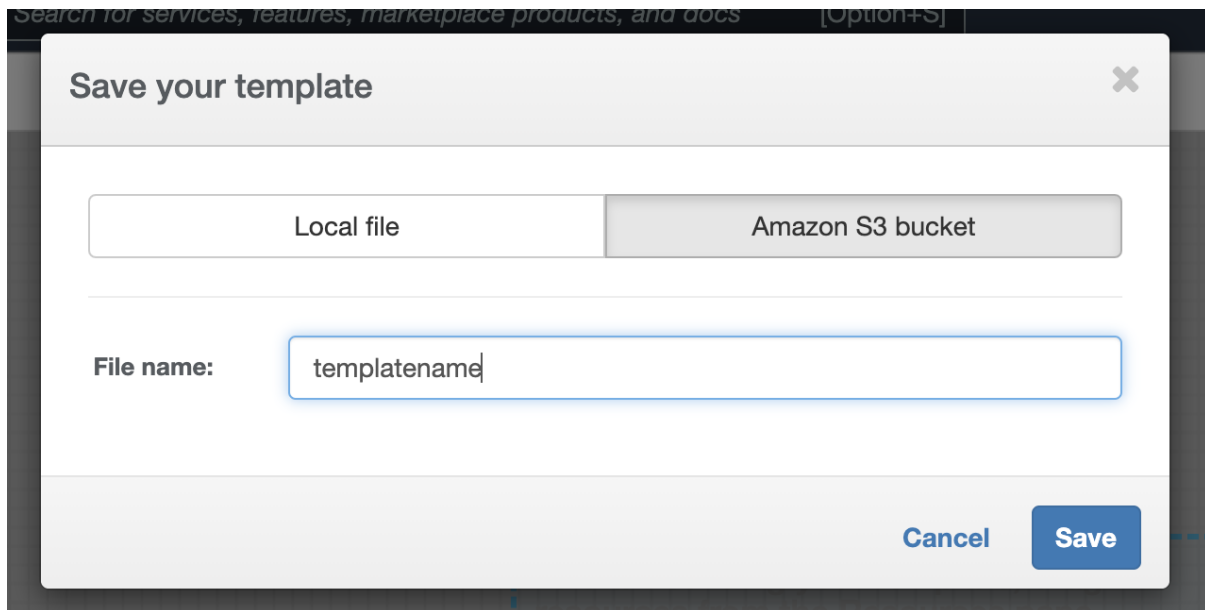 Search for services, features, marketplace products, and docs [Option+S]
Save your template
Local file Amazon S3 bucket
File name: templatename
Cancel Save